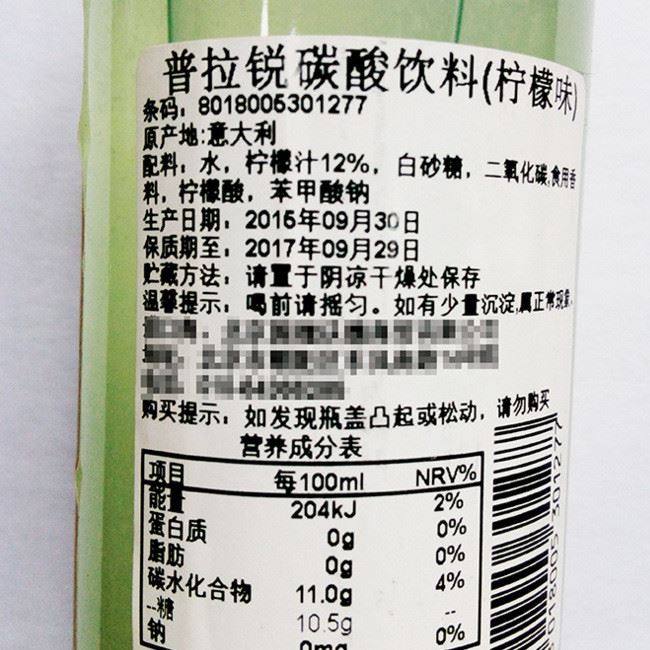 普拉锐碳酸饮料(柠檬味)
条码：8018005301277
原产地:意大利
配料：水，柠檬汁12%，白砂糖，二氧化碳,食用香
料，柠檬酸，苯甲酸钠
生产日期：2015年09月30日
保质期至：2017年09月29日
贮藏方法：请置于阴凉干燥处保存
温馨提示：喝前请摇匀。如有少量沉淀,属正常现象.
购买提示：如发现瓶盖凸起或松动，请勿购买
营养成分表
项目 每100ml NRV%
能量 204kJ 2%
蛋白质 0g 0%
脂肪 0g 0%
碳水化合物 11.0g 4%
--糖 10.5g --
钠 0mg 0%
018005 301277